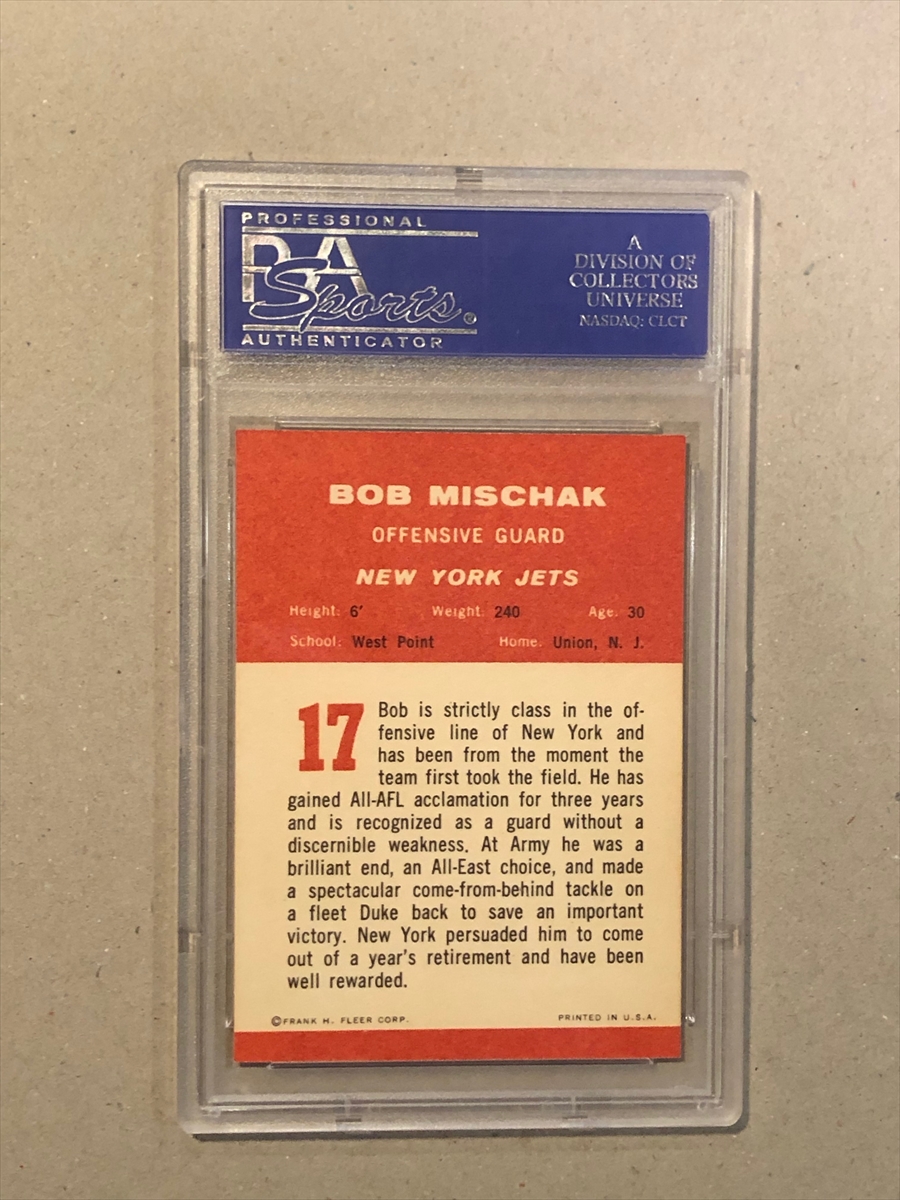 PROFESSIONAL
PSA
Sports®
AUTHENTICATOR
A
DIVISION OF
COLLECTORS
UNIVERSE
NASDAQ: CLCT
BOB MISCHAK
OFFENSIVE GUARD
NEW YORK JETS
Height: 6' Weight: 240 Age: 30
School: West Point Home: Union, N. J.
17
Bob is strictly class in the of-
fensive line of New York and
has been from the moment the
team first took the field. He has
gained All-AFL acclamation for three years
and is recognized as a guard without a
discernible weakness. At Army he was a
brilliant end, an All-East choice, and made
a spectacular come-from-behind tackle on
a fleet Duke back to save an important
victory. New York persuaded him to come
out of a year's retirement and have been
well rewarded.
©FRANK H. FLEER CORP. PRINTED IN U.S.A.